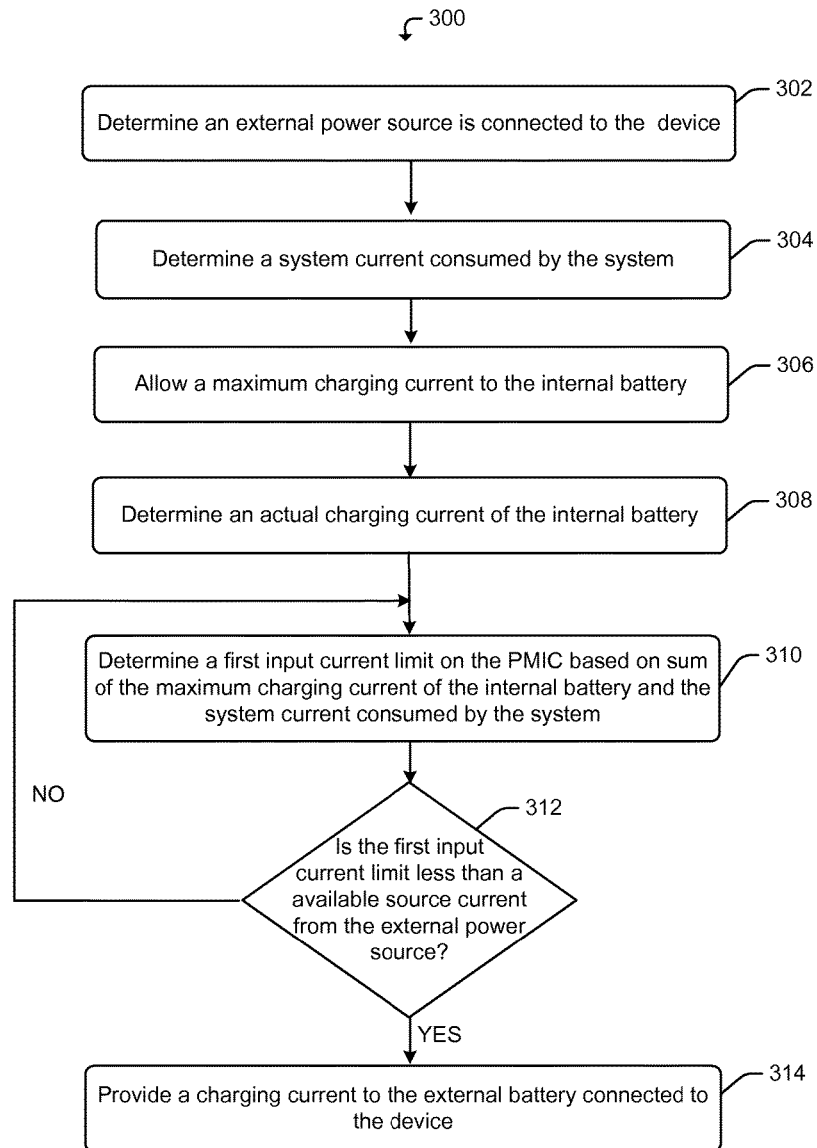 300
302
Determine an external power source is connected to the device
304
Determine a system current consumed by the system
306
Allow a maximum charging current to the internal battery
308
Determine an actual charging current of the internal battery
310
Determine a first input current limit on the PMIC based on sum
of the maximum charging current of the internal battery and the
system current consumed by the system
NO
312
Is the first input
current limit less than a
available source current
from the external power
source?
YES
314
Provide a charging current to the external battery connected to
the device